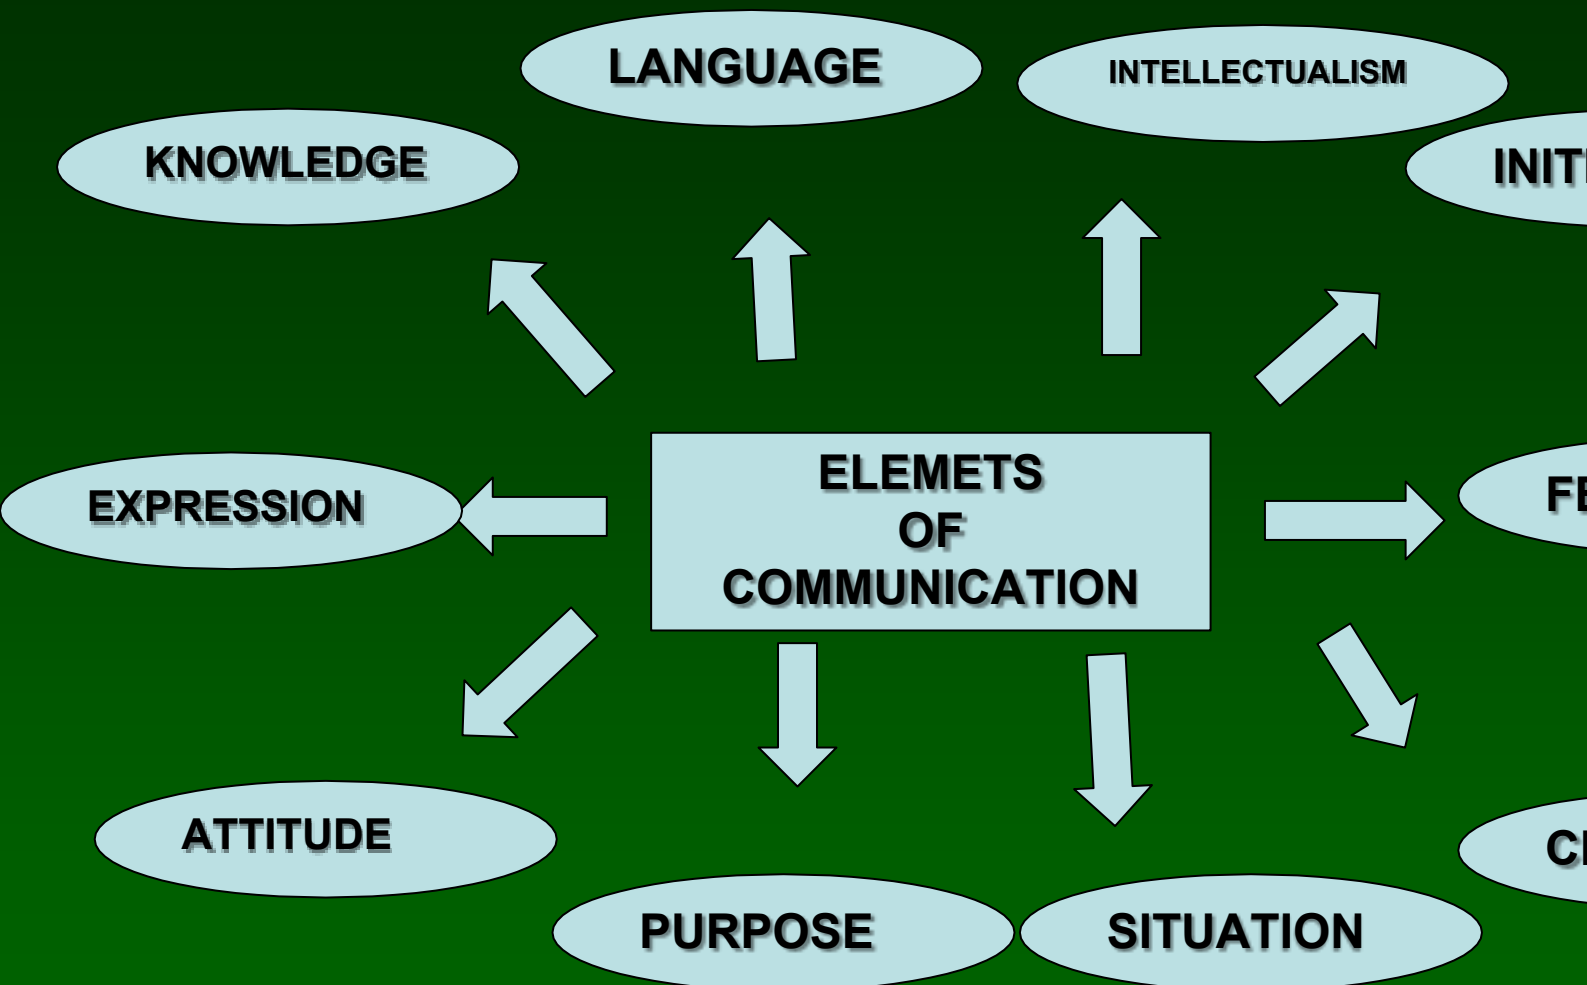 LANGUAGE
INTELLECTUALISM
KNOWLEDGE
ELEMETS
OF
COMMUNICATION
EXPRESSION
ATTITUDE
PURPOSE
SITUATION